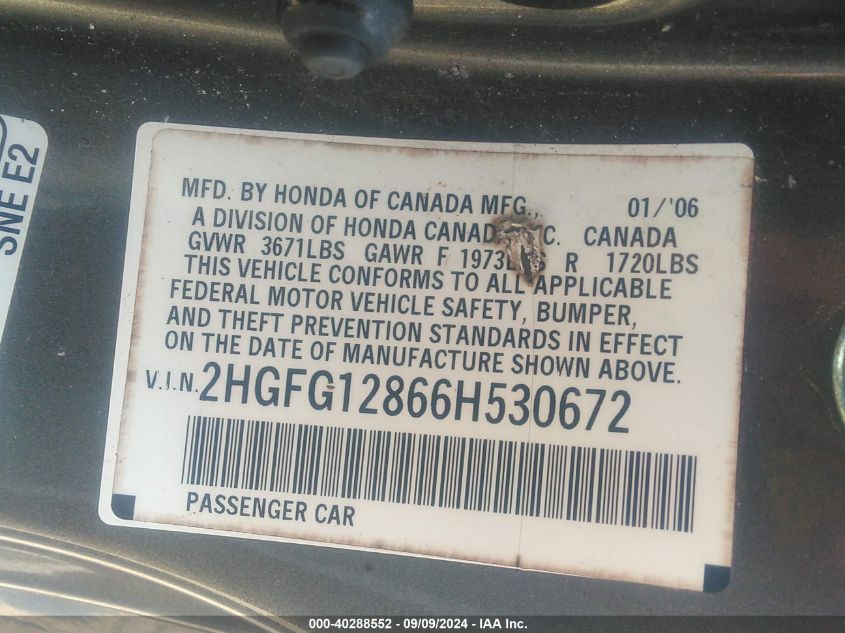 SNE E2
MFD. BY HONDA OF CANADA MFG., 01/'06
A DIVISION OF HONDA C. CANADA
GVWR 3671LBS GAWR F R 1720LBS
THIS VEHICLE CONFORMS TO ALL APPLICABLE
FEDERAL MOTOR VEHICLE SAFETY, BUMPER,
AND THEFT PREVENTION STANDARDS IN EFFECT
ON THE DATE OF MANUFACTURE SHOWN ABOVE.
V.I.N. 2HGFG12866H530672
PASSENGER CAR
000-40288552 - 09/09/2024 - IAA Inc.